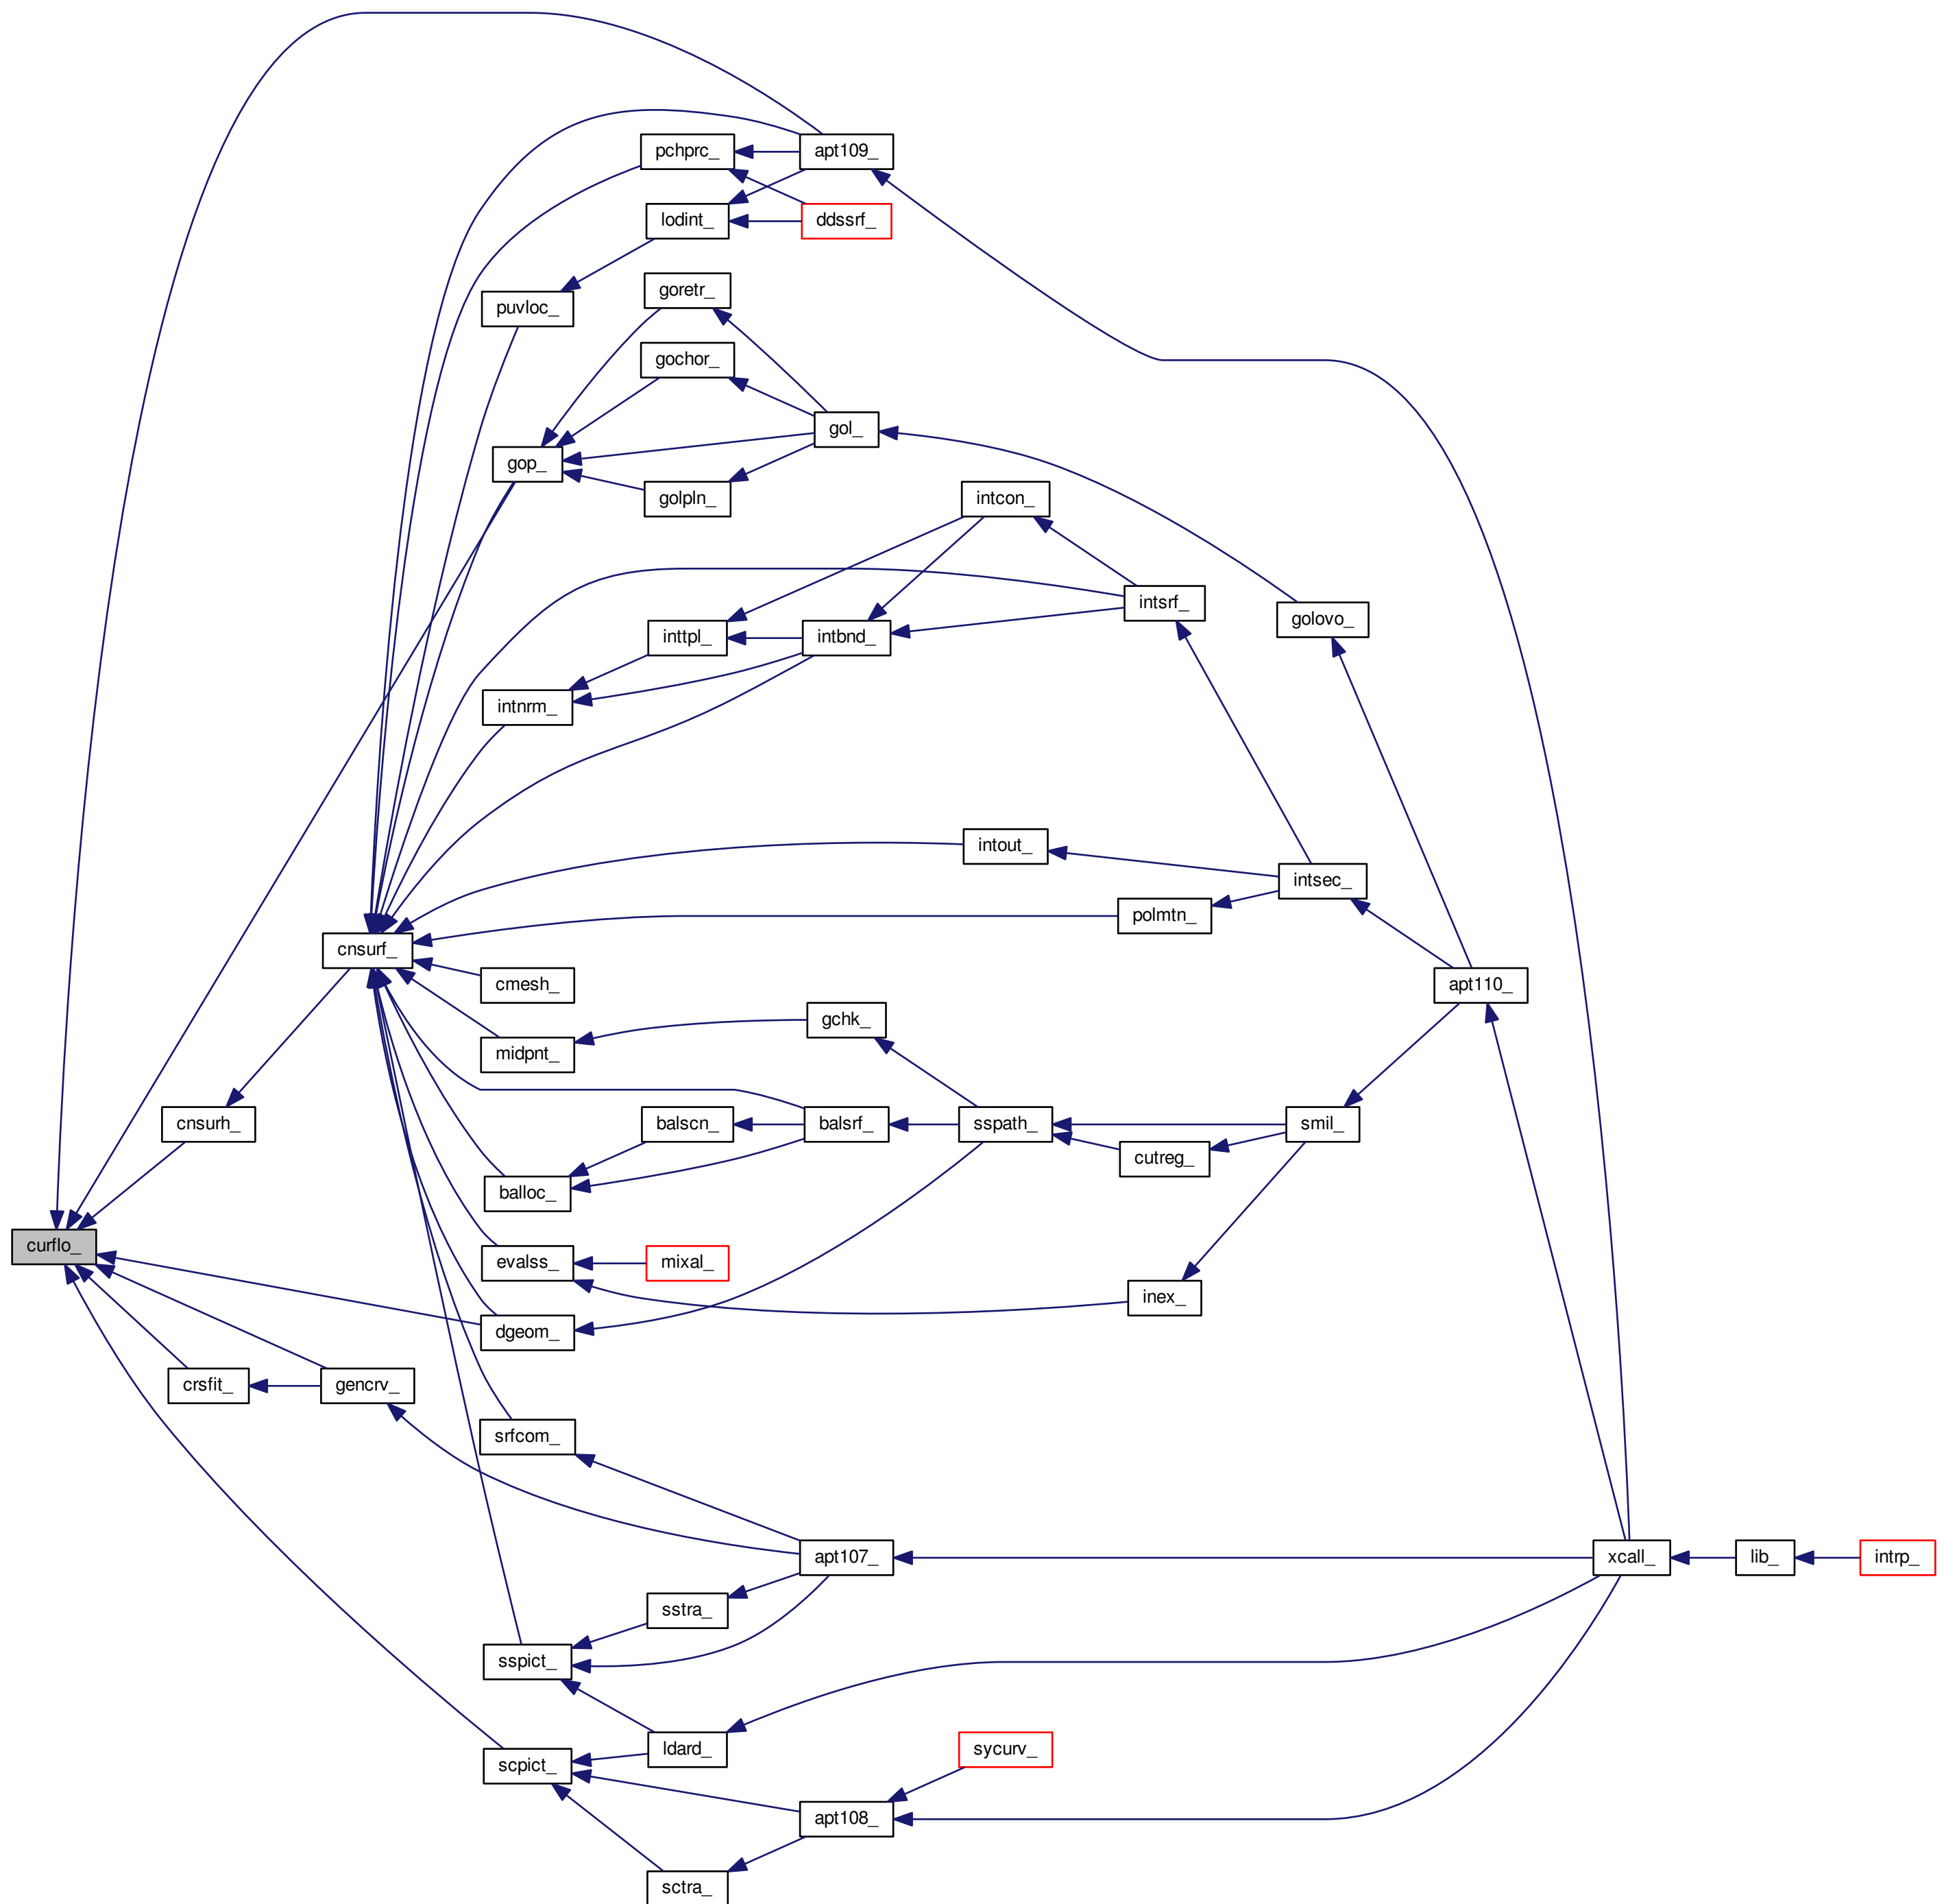 pchprc_
apt109_
lodint_
ddssrf_
goretr_
puvloc_
gochor_
gol_
gop_
golpln_
intcon_
intsrf_
golovo_
inttpl_
intbnd_
intnrm_
intout_
intsec_
polmtn_
cnsurf_
cmesh_
apt110_
gchk_
midpnt_
cnsurh_
balscn_
balsrf_
sspath_
smil_
cutreg_
balloc_
curflo_
evalss_
mixal_
inex_
dgeom_
crsfit_
gencrv_
srfcom_
apt107_
xcall_
lib_
intrp_
sstra_
sspict_
ldard_
sycurv_
scpict_
apt108_
sctra_